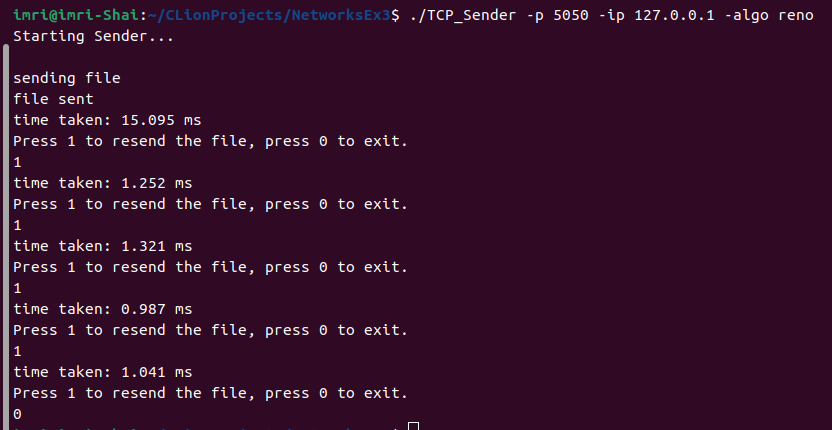 imri@imri-Shai:~/CLionProjects/NetworksEx3$ ./TCP_Sender -p 5050 -ip 127.0.0.1 -algo reno
Starting Sender...
sending file
file sent
time taken: 15.095 ms
Press 1 to resend the file, press 0 to exit.
1
time taken: 1.252 ms
Press 1 to resend the file, press 0 to exit.
1
time taken: 1.321 ms
Press 1 to resend the file, press 0 to exit.
1
time taken: 0.987 ms
Press 1 to resend the file, press 0 to exit.
1
time taken: 1.041 ms
Press 1 to resend the file, press 0 to exit.
0